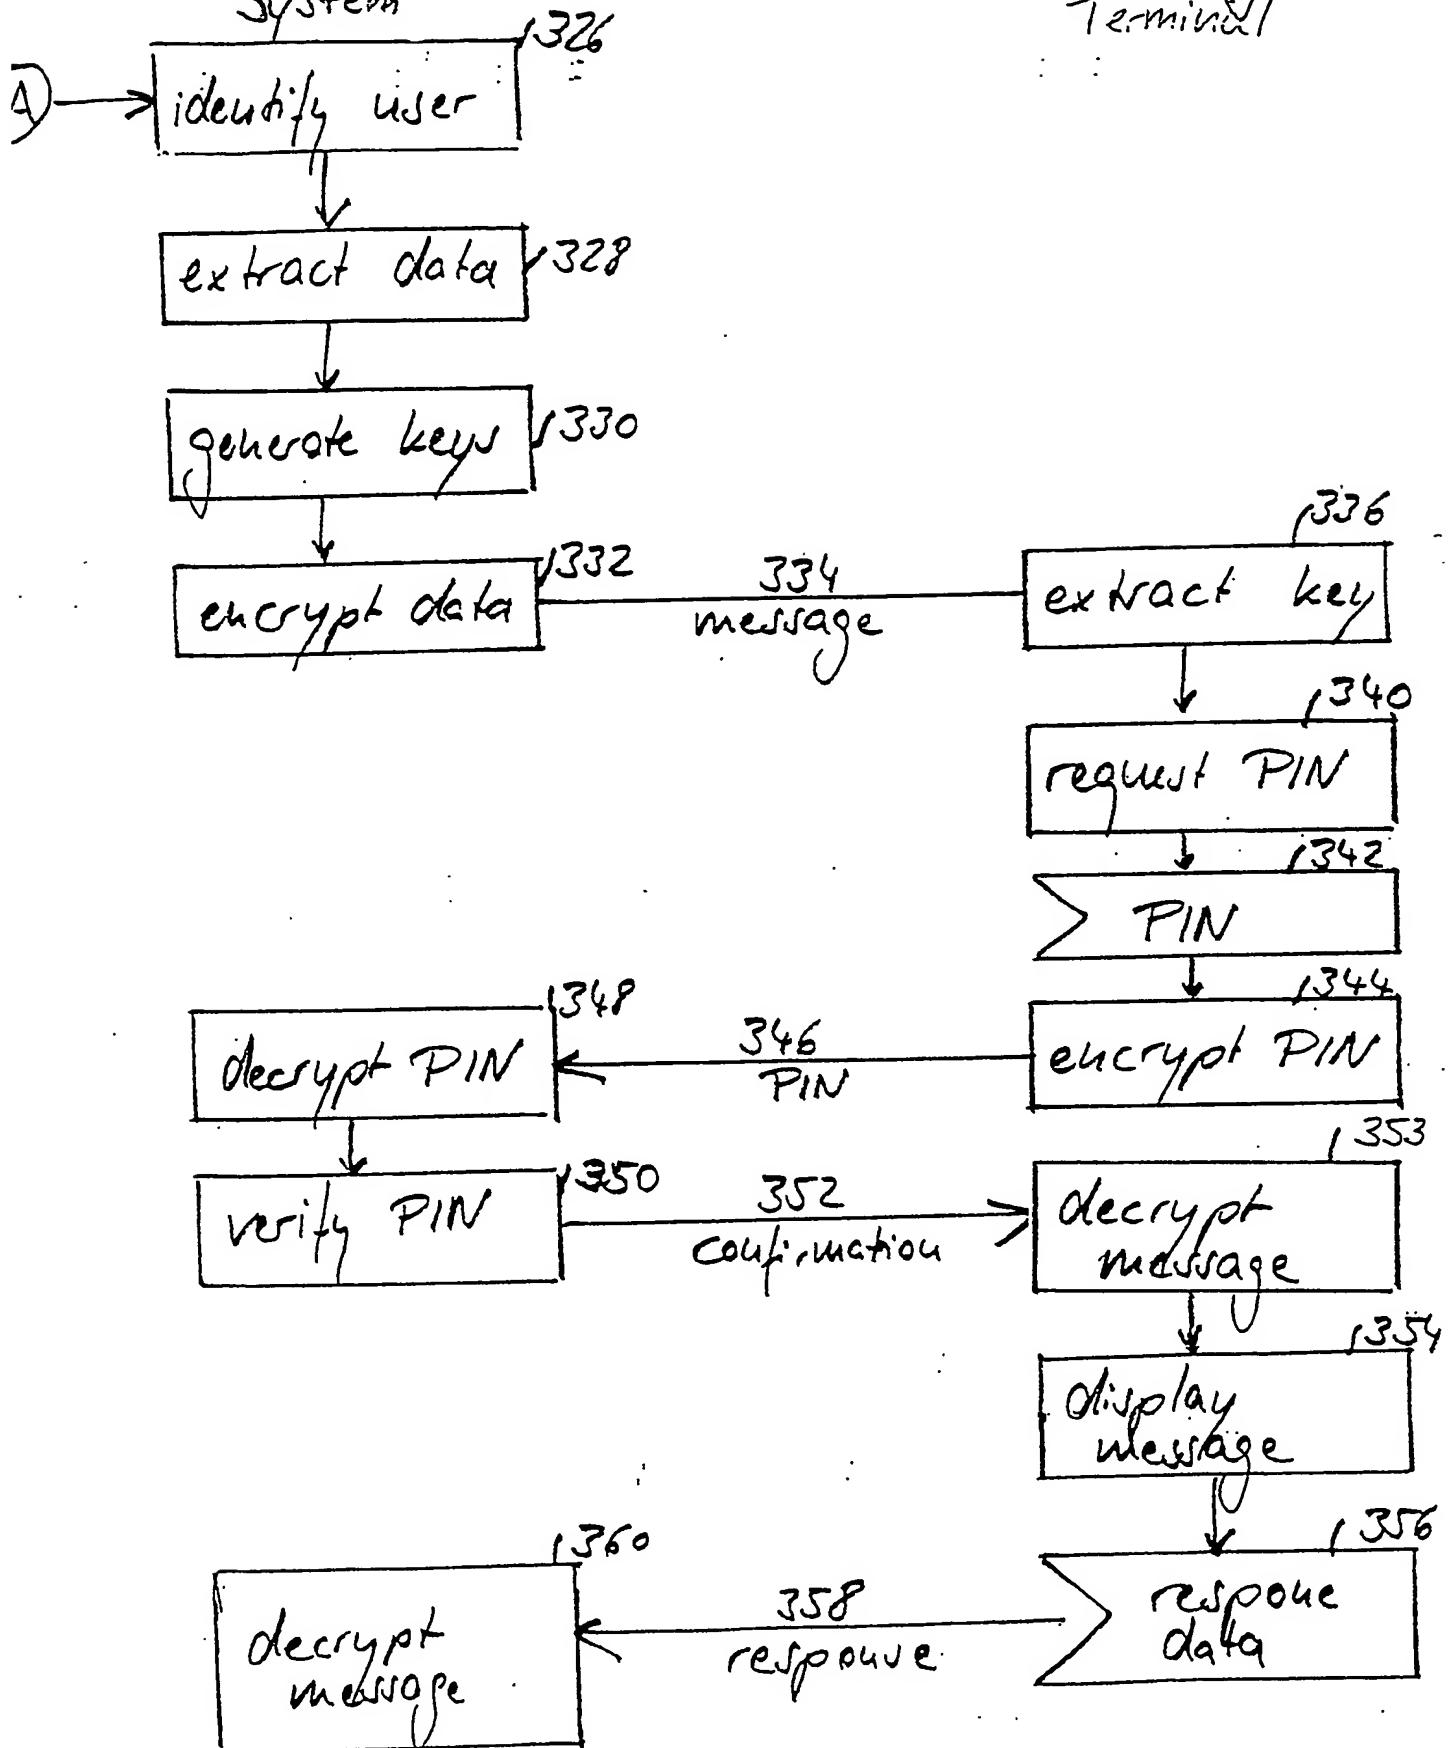 System
Terminal
326
A
identify user
extract data
328
generate keys
330
336
332
encrypt data
334
message
extract key
340
request PIN
342
PIN
348
344
decrypt PIN
346
PIN
encrypt PIN
353
350
verify PIN
352
confirmation
decrypt
message
354
display
message
360
356
decrypt
message
358
response
respone
data